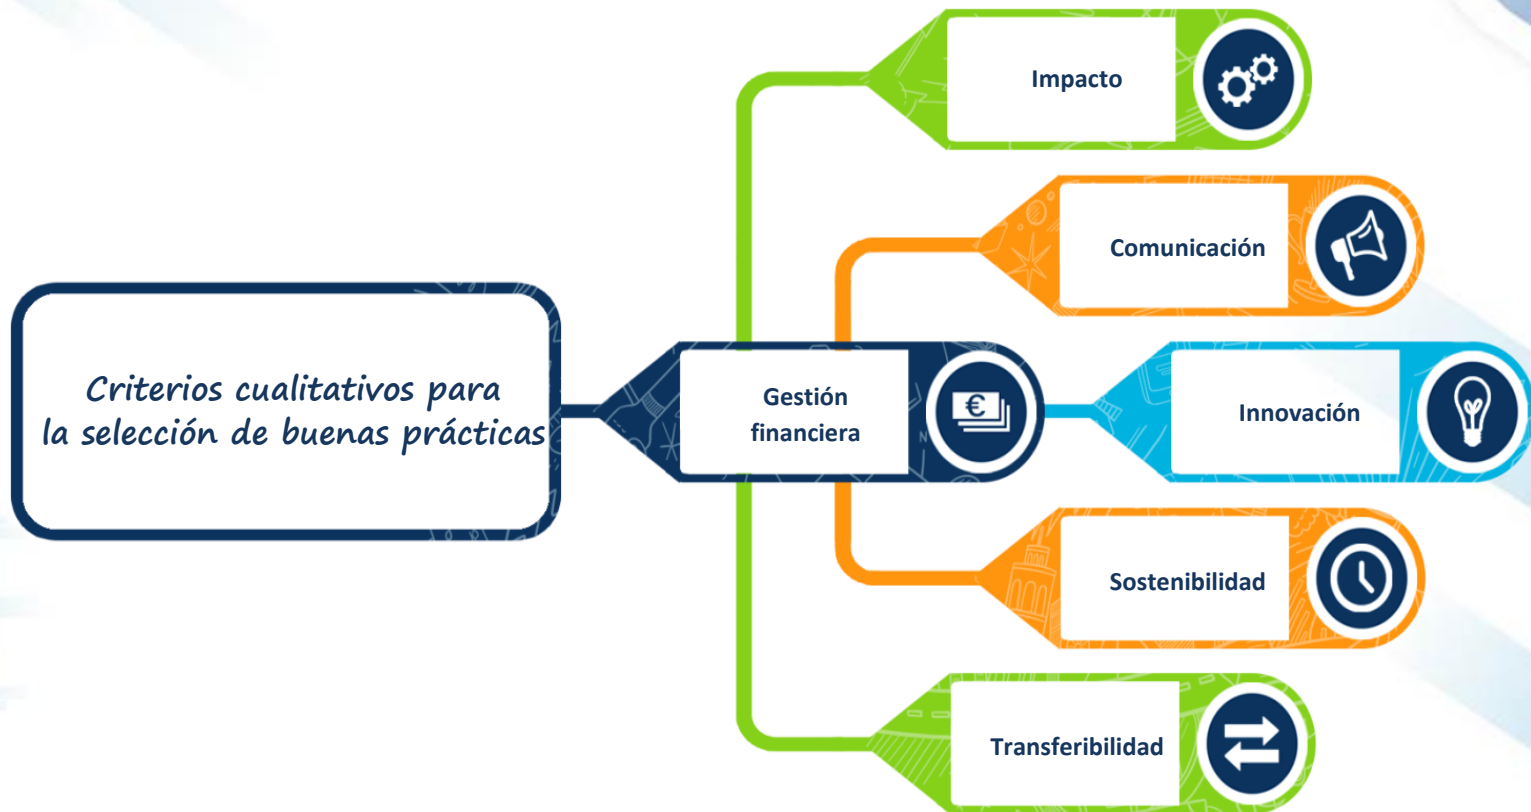 Impacto
Comunicación
Criterios cualitativos para
la selección de buenas prácticas
Gestión
financiera
€
Innovación
Sostenibilidad
Transferibilidad